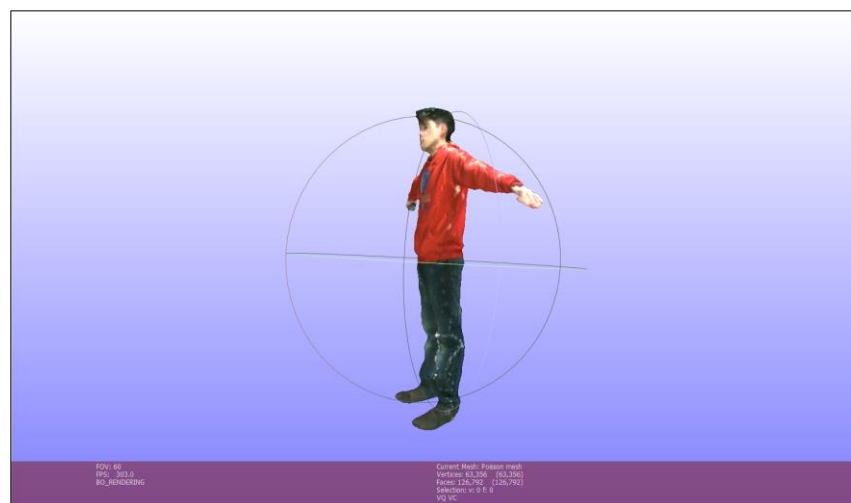 FOV: 60
FPS: 303.0
BO_RENDERING
Current Mesh: Poisson mesh
Vertices: 63,356 (63,356)
Faces: 126,792 (126,792)
Selection: v: 0 f: 0
VQ VC